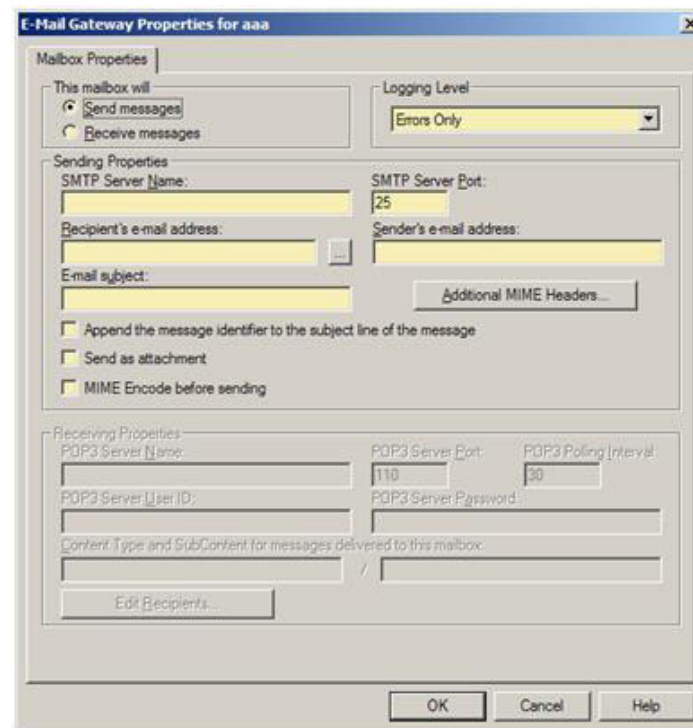 E-Mail Gateway Properties for aaa
Mailbox Properties
This mailbox will
Send messages
Receive messages
Logging Level
Errors Only
Sending Properties
SMTP Server Name:
SMTP Server Port:
25
Recipient's e-mail address:
...
Sender's e-mail address:
E-mail subject:
Additional MIME Headers...
Append the message identifier to the subject line of the message
Send as attachment
MIME Encode before sending
Receiving Properties
POP3 Server Name:
POP3 Server Port:
110
POP3 Polling Interval
30
POP3 Server User ID:
POP3 Server Password:
Content Type and SubContent for messages delivered to this mailbox:
/
Edit Recipients...
OK Cancel Help